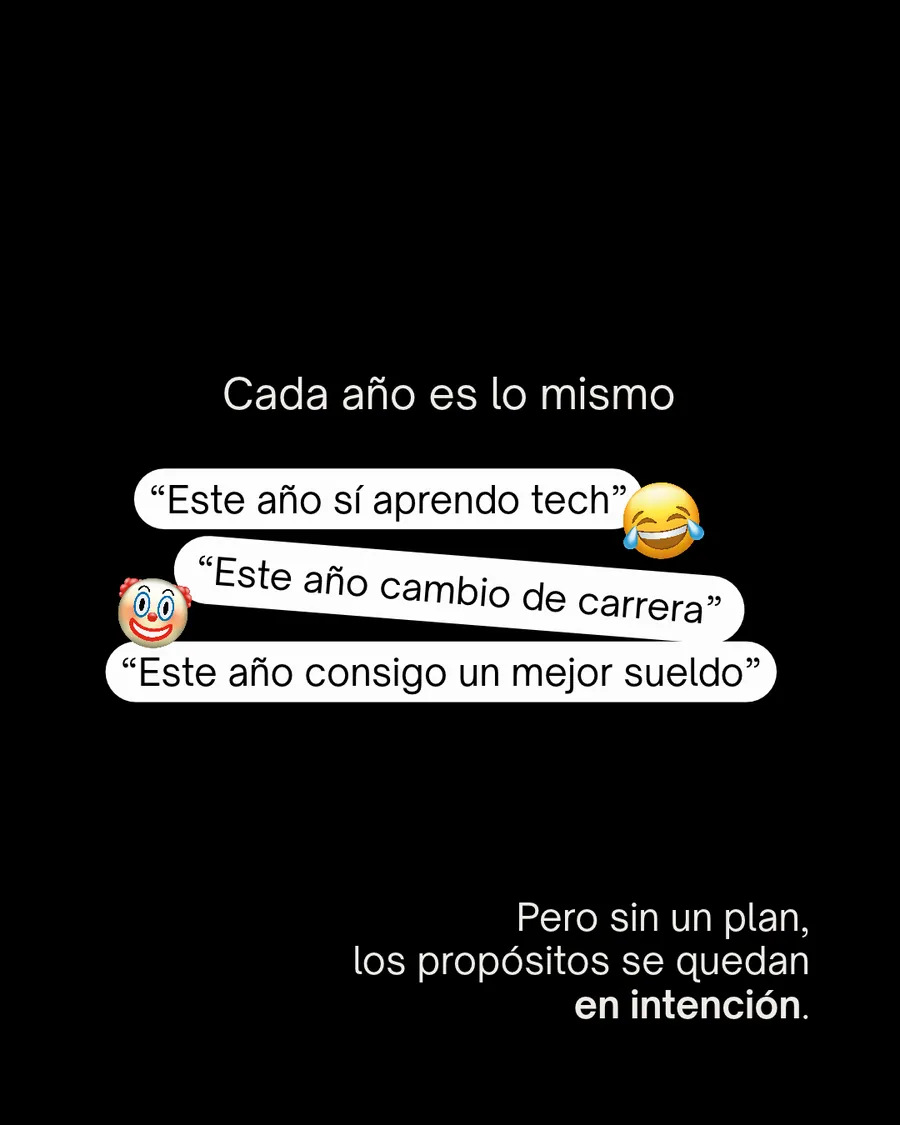 Cada año es lo mismo
“Este año sí aprendo tech”
“Este año cambio de carrera”
“Este año consigo un mejor sueldo”
Pero sin un plan,
los propósitos se quedan
en intención.